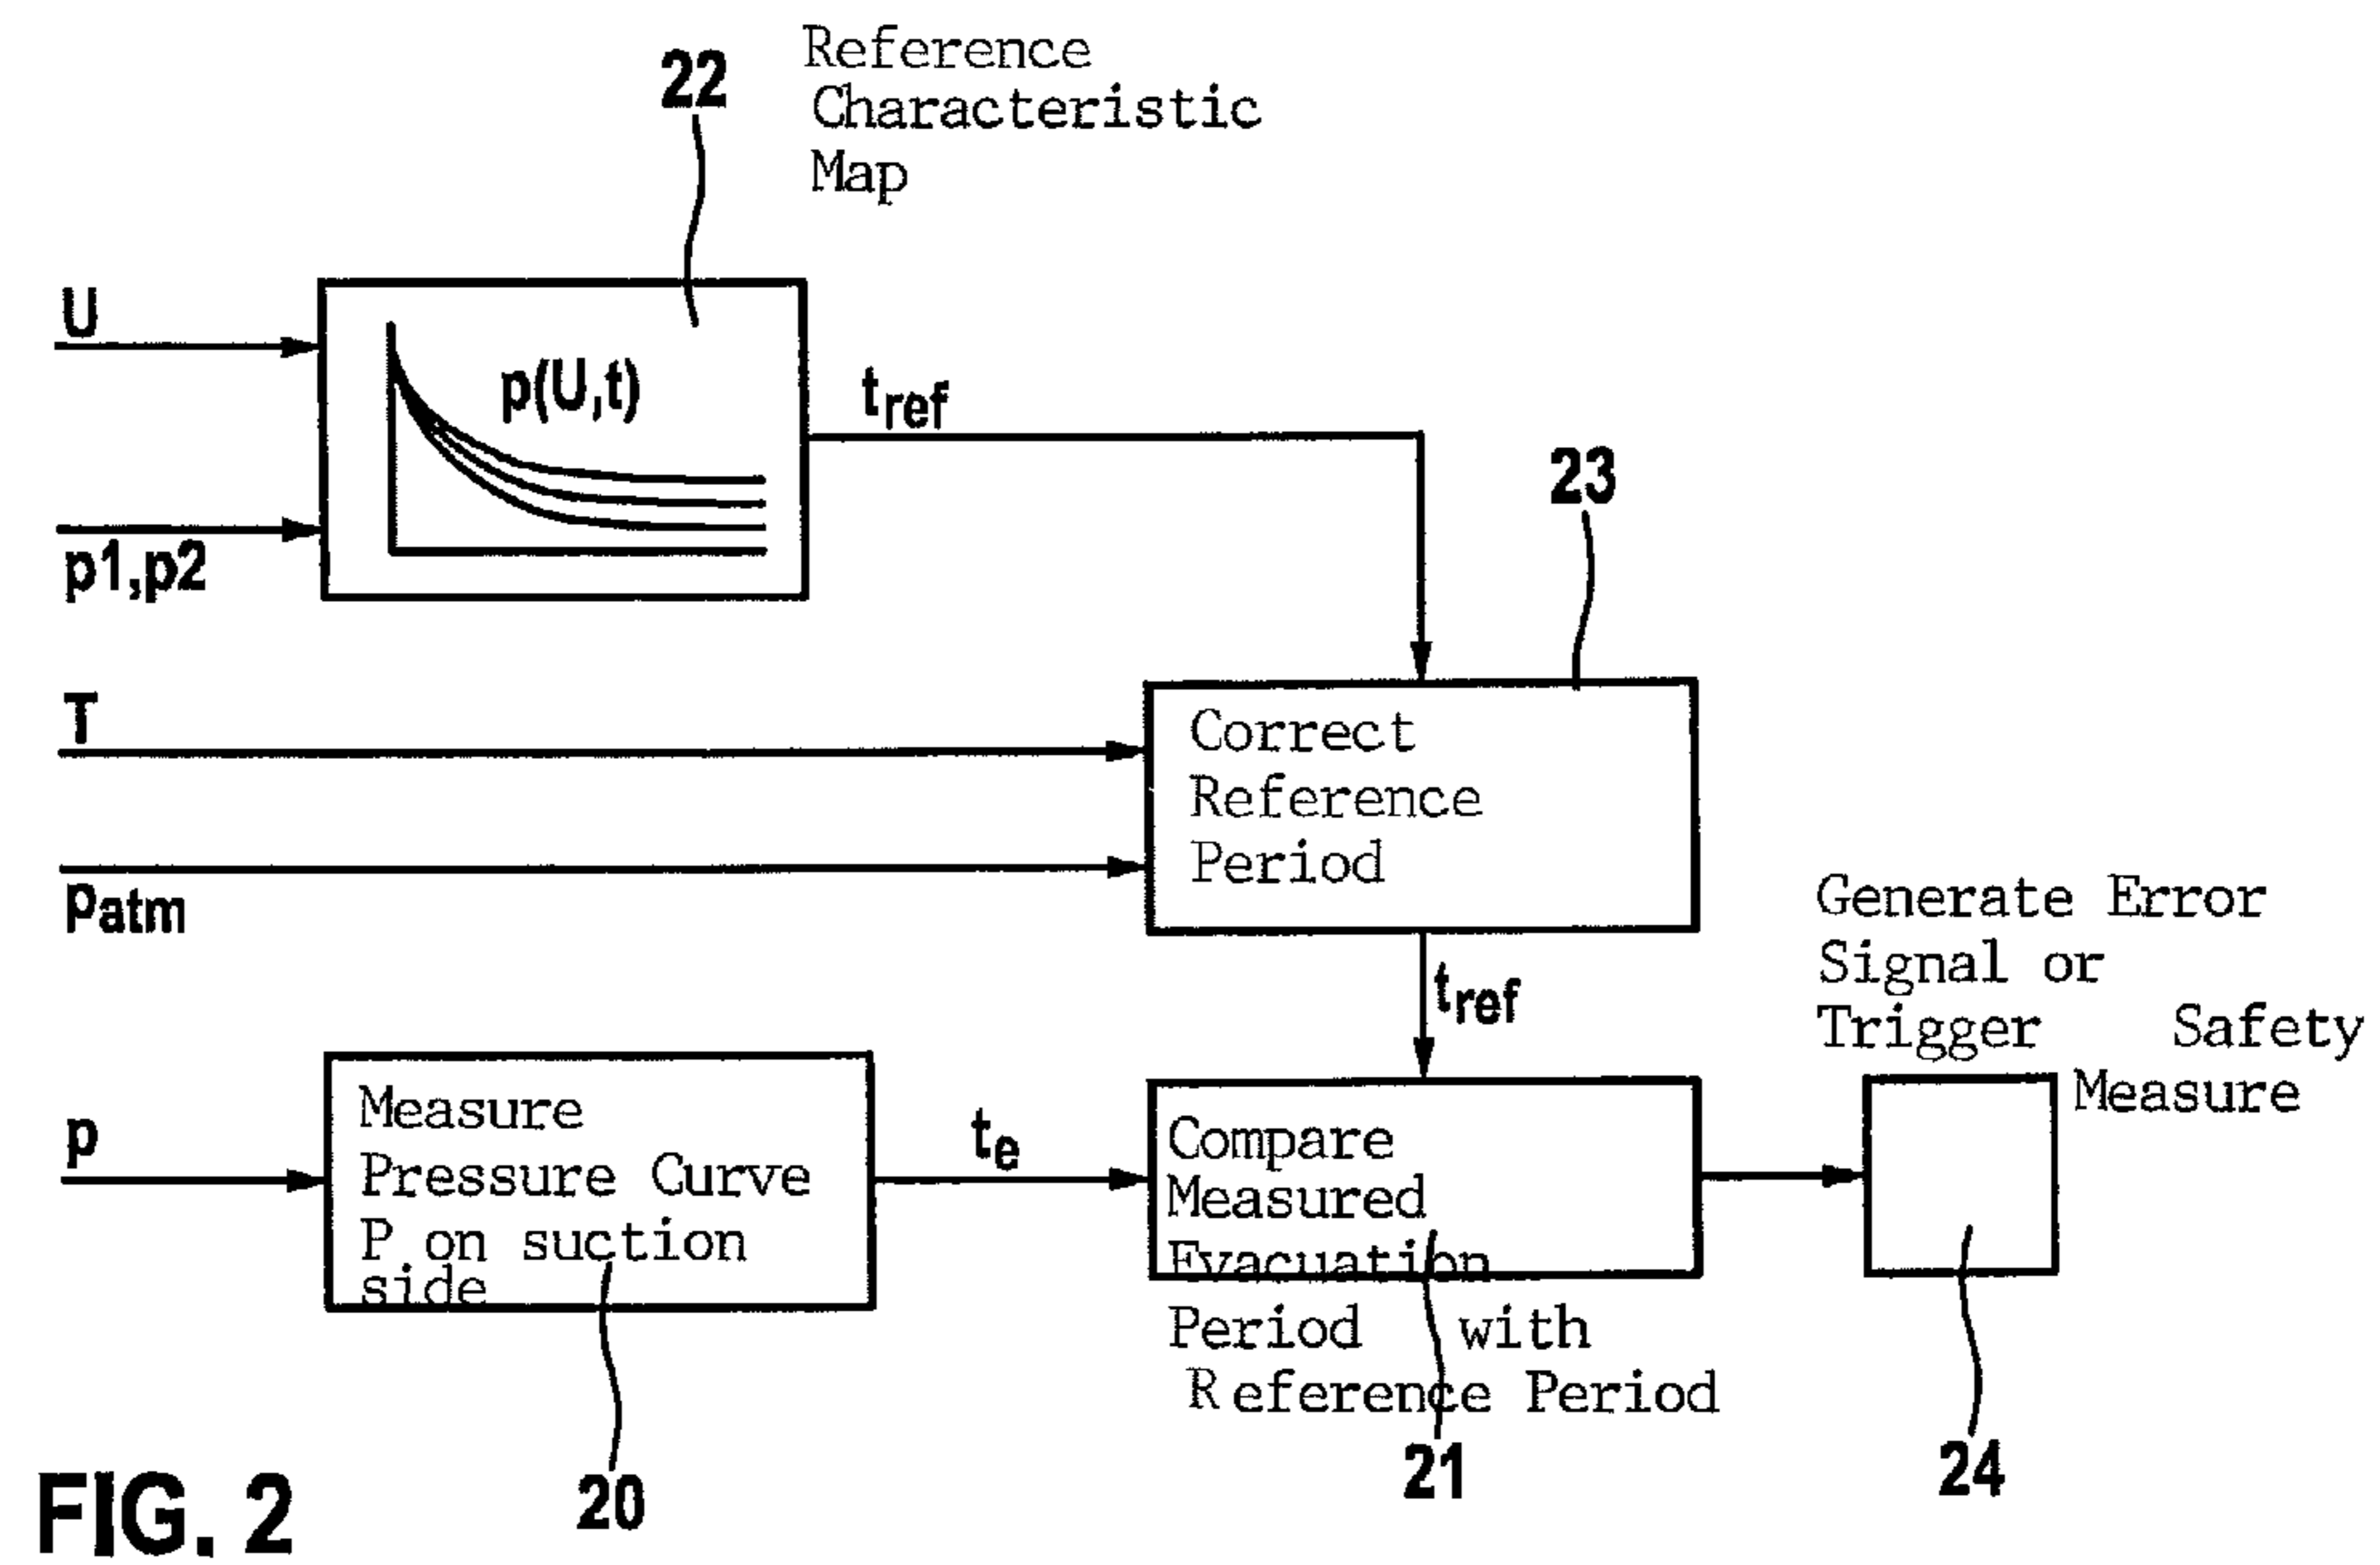 22
Reference
Characteristic
Map
U
p(U,t)
tref
p1,p2
23
T
Correct
Reference
Period
patm
Generate Error
Signal or
Trigger Safety
Measure
tref
p
Measure
Pressure Curve
P on suction
side
te
Compare
Measured
Evacuation
Period with
Reference Period
20
21
24
FIG. 2